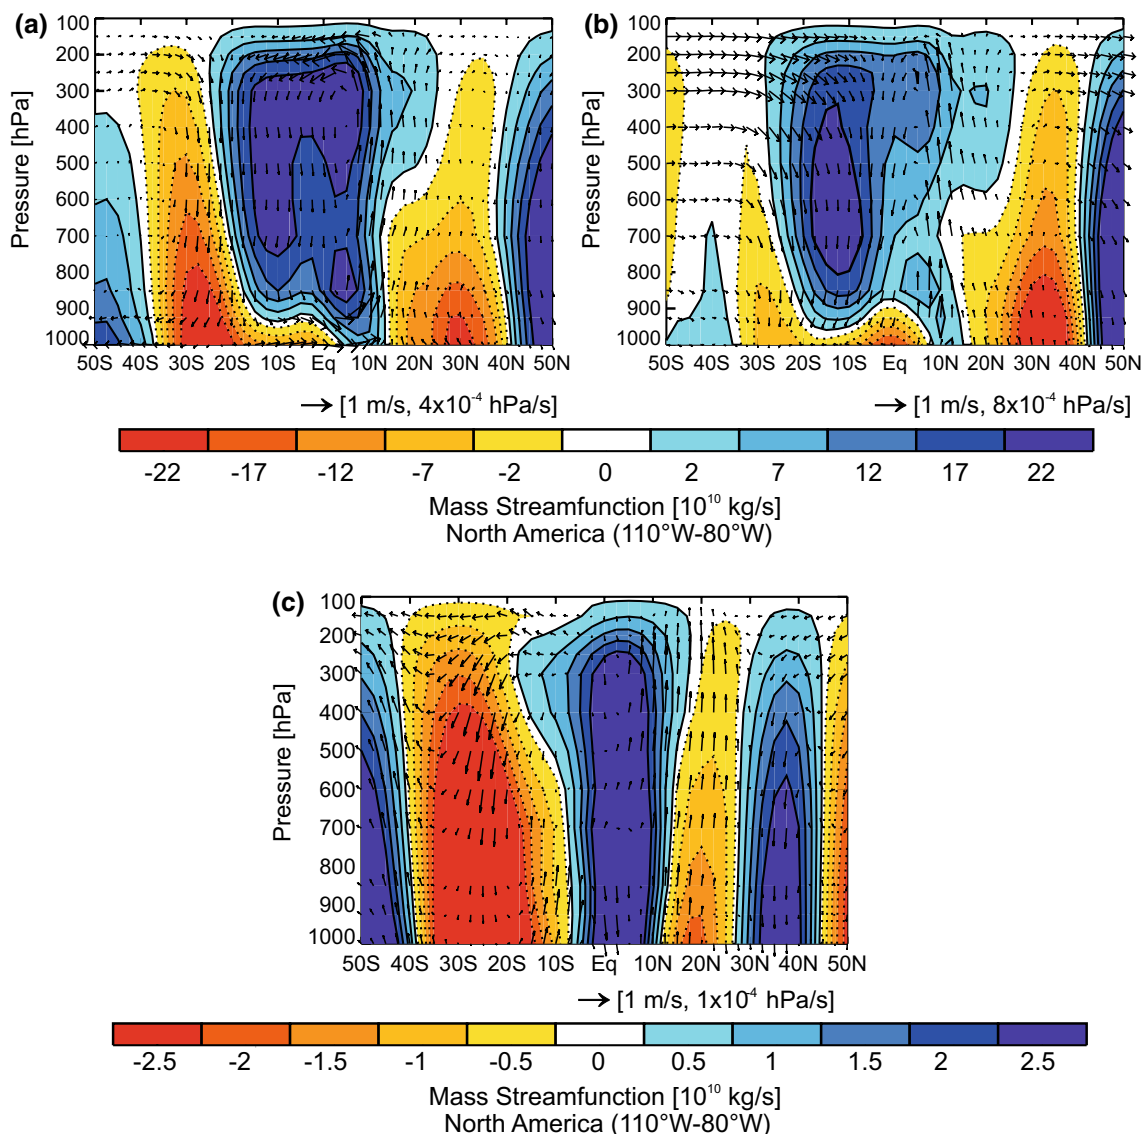 (a)
Pressure [hPa]
100
200
300
400
500
600
700
800
900
1000
50S 40S 30S 20S 10S Eq 10N 20N 30N 40N 50N
[1 m/s, 4x10⁻⁴ hPa/s]
(b)
Pressure [hPa]
100
200
300
400
500
600
700
800
900
1000
50S 40S 30S 20S 10S Eq 10N 20N 30N 40N 50N
[1 m/s, 8x10⁻⁴ hPa/s]
-22 -17 -12 -7 -2 0 2 7 12 17 22
Mass Streamfunction [10¹⁰ kg/s]
North America (110°W-80°W)
(c)
Pressure [hPa]
100
200
300
400
500
600
700
800
900
1000
50S 40S 30S 20S 10S Eq 10N 20N 30N 40N 50N
[1 m/s, 1x10⁻⁴ hPa/s]
-2.5 -2 -1.5 -1 -0.5 0 0.5 1 1.5 2 2.5
Mass Streamfunction [10¹⁰ kg/s]
North America (110°W-80°W)